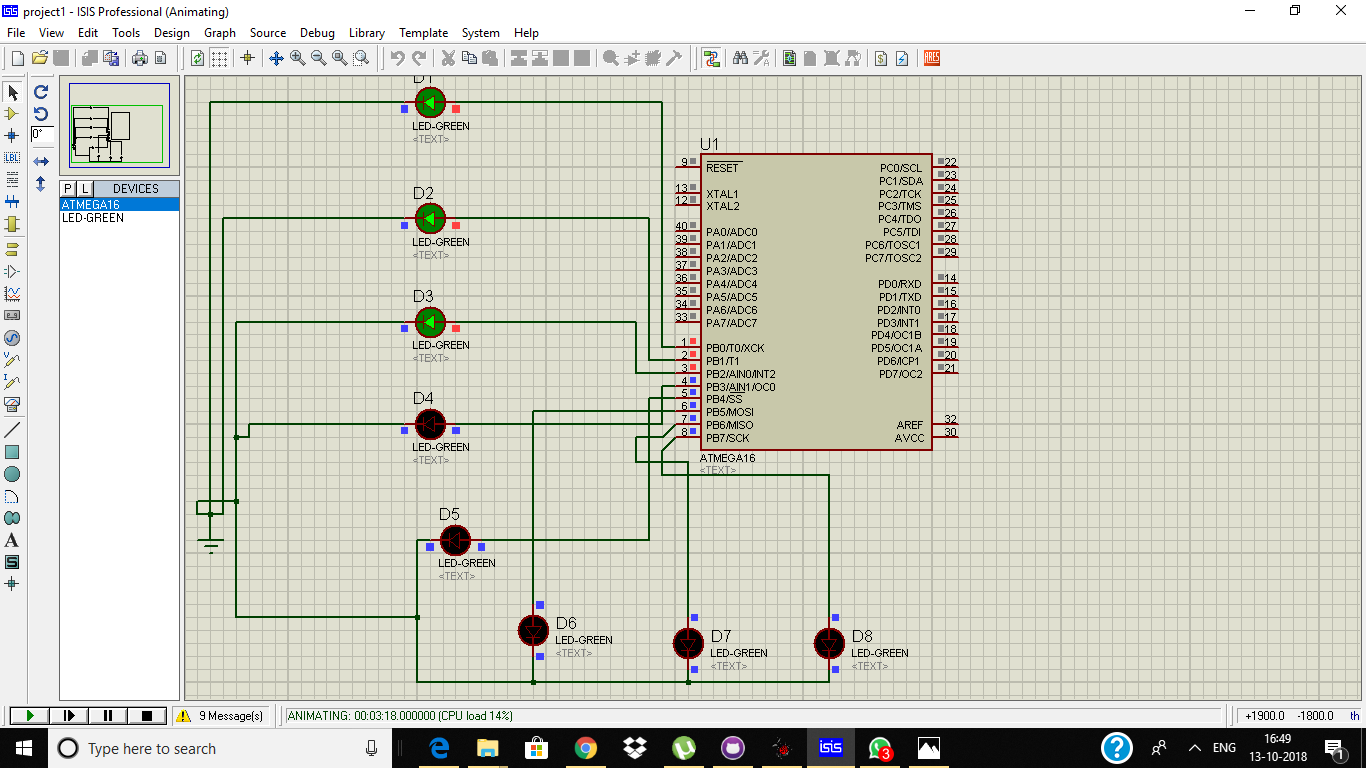 project1 - ISIS Professional (Animating)
File View Edit Tools Design Graph Source Debug Library Template System Help
0°
LBL
P L DEVICES
ATMEGA16
LED-GREEN
D1
LED-GREEN
<TEXT>
D2
LED-GREEN
<TEXT>
D3
LED-GREEN
<TEXT>
D4
LED-GREEN
<TEXT>
D5
LED-GREEN
<TEXT>
D6
LED-GREEN
<TEXT>
D7
LED-GREEN
<TEXT>
D8
LED-GREEN
<TEXT>
U1
9 RESET
13 XTAL1
12 XTAL2
40 PA0/ADC0
39 PA1/ADC1
38 PA2/ADC2
37 PA3/ADC3
36 PA4/ADC4
35 PA5/ADC5
34 PA6/ADC6
33 PA7/ADC7
1 PB0/T0/XCK
2 PB1/T1
3 PB2/AIN0/INT2
4 PB3/AIN1/OC0
5 PB4/SS
6 PB5/MOSI
7 PB6/MISO
8 PB7/SCK
PC0/SCL 22
PC1/SDA 23
PC2/TCK 24
PC3/TMS 25
PC4/TDO 26
PC5/TDI 27
PC6/TOSC1 28
PC7/TOSC2 29
PD0/RXD 14
PD1/TXD 15
PD2/INT0 16
PD3/INT1 17
PD4/OC1B 18
PD5/OC1A 19
PD6/ICP1 20
PD7/OC2 21
AREF 32
AVCC 30
ATMEGA16
<TEXT>
9 Message(s)
ANIMATING: 00:03:18.000000 (CPU load 14%)
+1900.0 -1800.0 th
Type here to search
ENG
16:49
13-10-2018